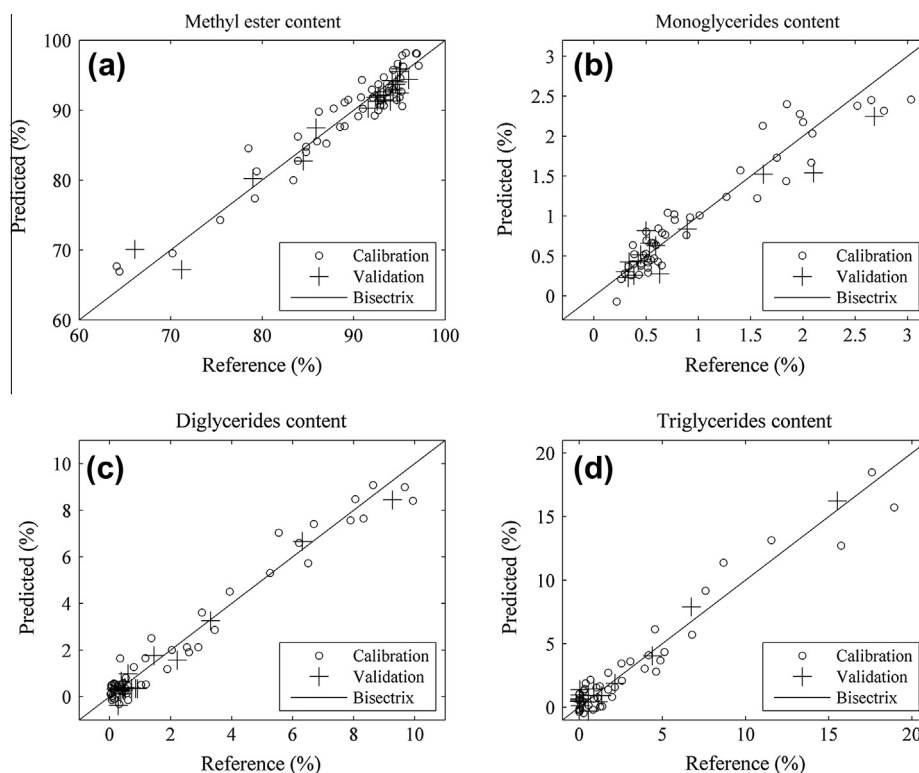 Methyl ester content
(a)
100
90
80
70
60
60 70 80 90 100
Predicted (%)
Reference (%)
Calibration
Validation
Bisectrix
Monoglycerides content
(b)
3
2.5
2
1.5
1
0.5
0
0 0.5 1 1.5 2 2.5 3
Predicted (%)
Reference (%)
Calibration
Validation
Bisectrix
Diglycerides content
(c)
10
8
6
4
2
0
0 2 4 6 8 10
Predicted (%)
Reference (%)
Calibration
Validation
Bisectrix
Triglycerides content
(d)
20
15
10
5
0
0 5 10 15 20
Predicted (%)
Reference (%)
Calibration
Validation
Bisectrix